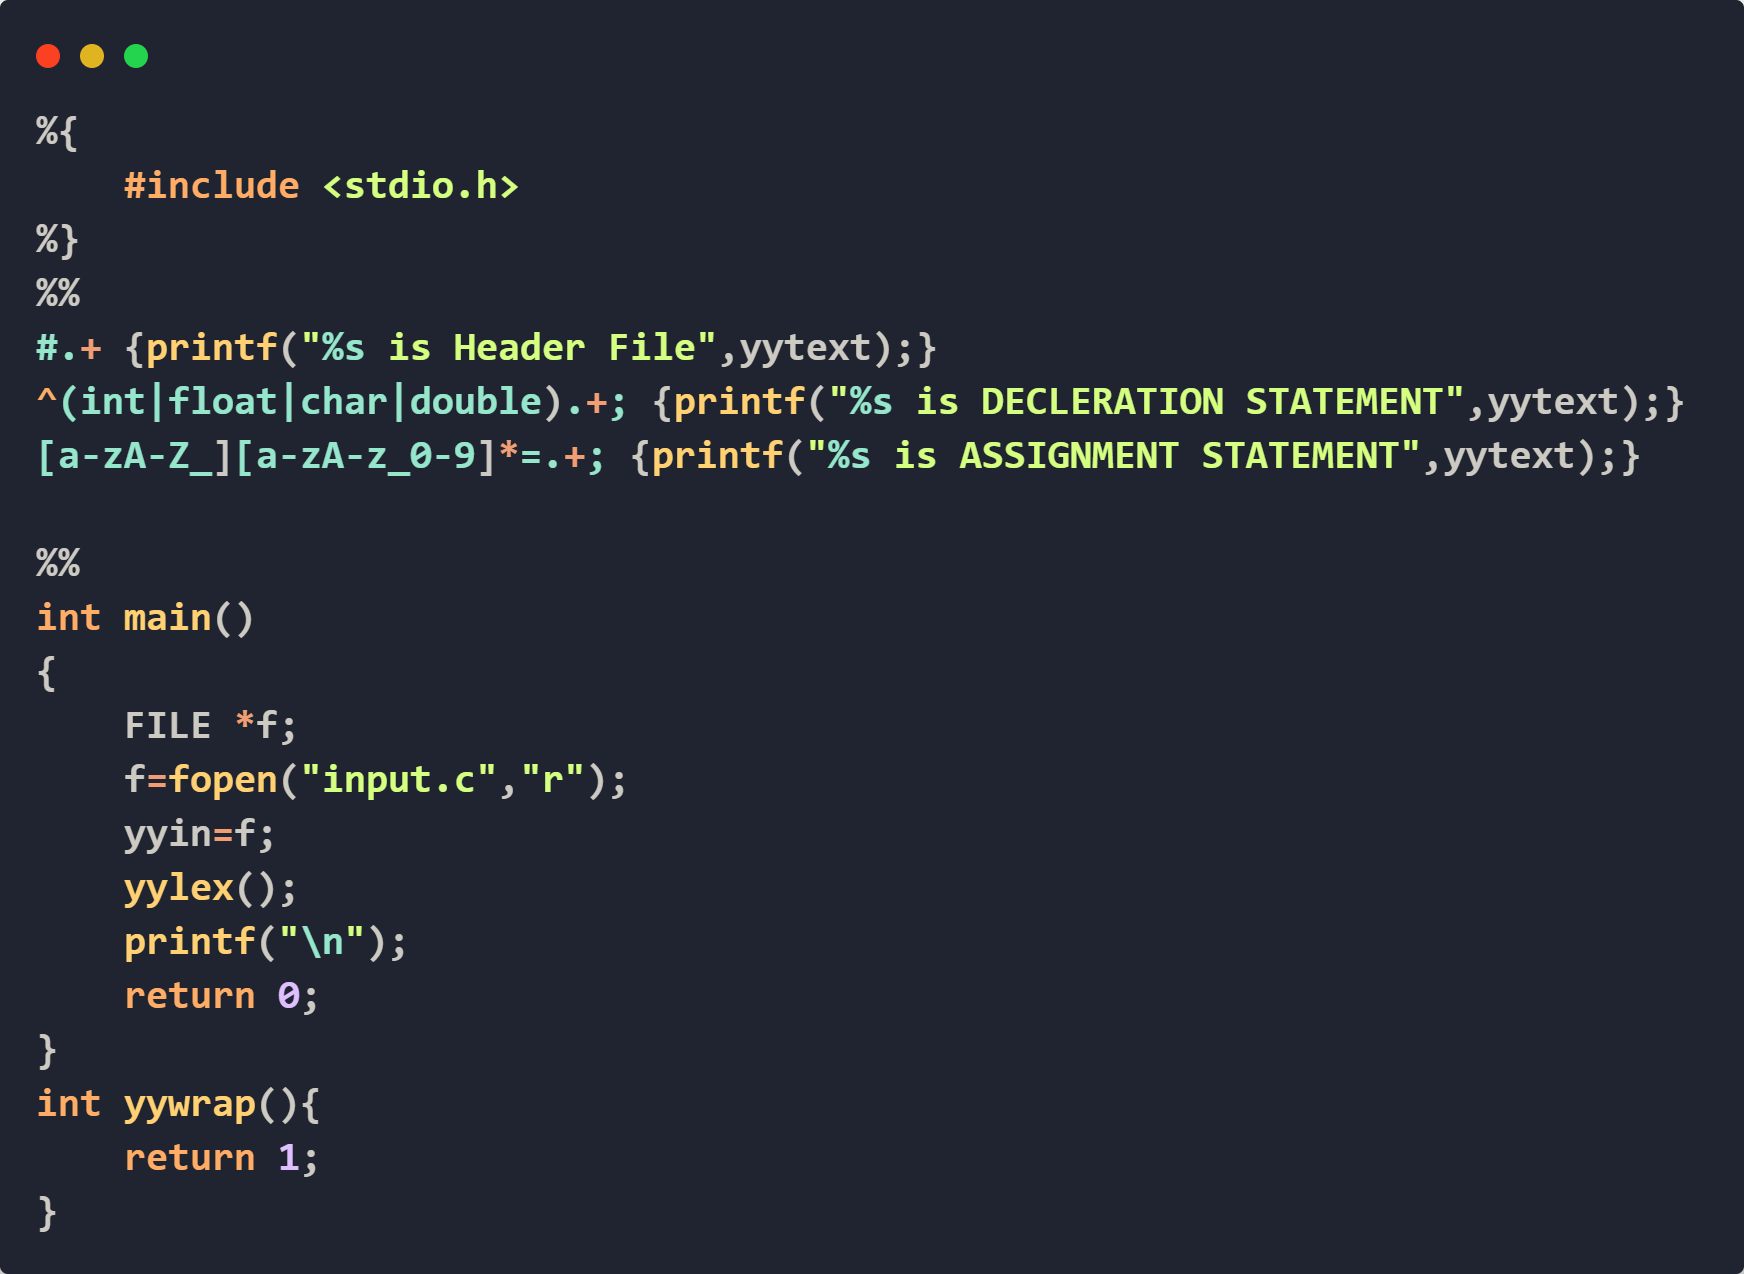 %{
    #include <stdio.h>
%}
%%
#.+ {printf("%s is Header File",yytext);}
^(int|float|char|double).+; {printf("%s is DECLERATION STATEMENT",yytext);}
[a-zA-Z_][a-zA-z_0-9]*=.+; {printf("%s is ASSIGNMENT STATEMENT",yytext);}

%%
int main()
{
    FILE *f;
    f=fopen("input.c","r");
    yyin=f;
    yylex();
    printf("\n");
    return 0;
}
int yywrap(){
    return 1;
}